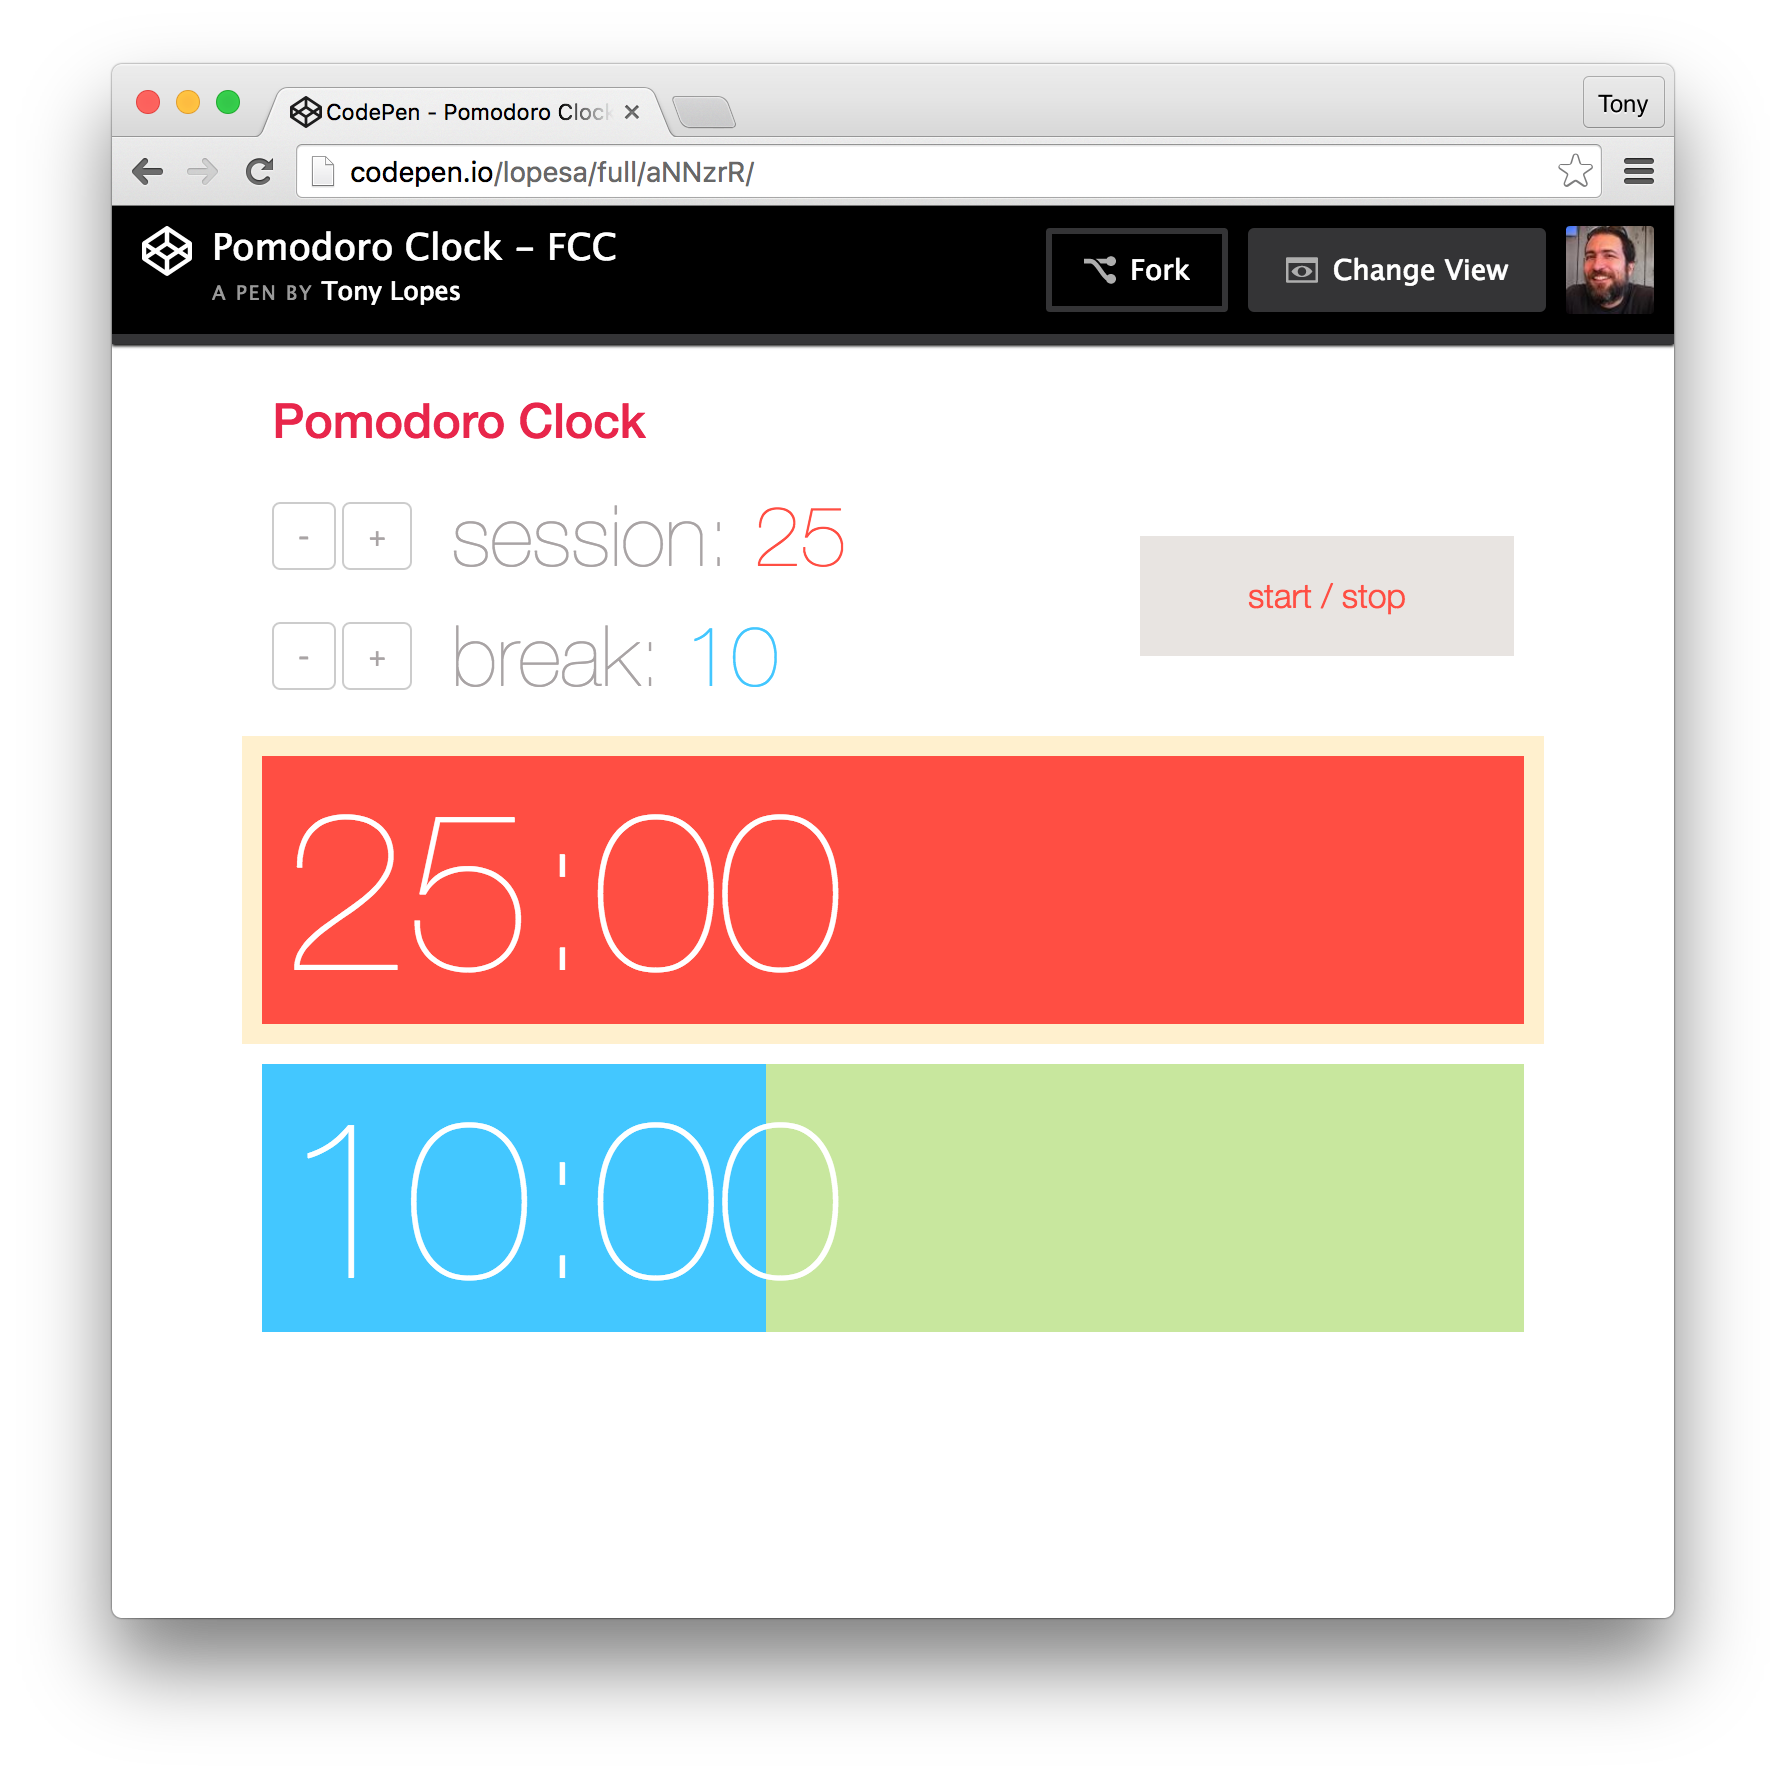 CodePen - Pomodoro Clock
Tony
codepen.io/lopesa/full/aNNzrR/
Pomodoro Clock - FCC
A PEN BY Tony Lopes
Fork
Change View
Pomodoro Clock
- + session: 25
start / stop
- + break: 10
25:00
10:00